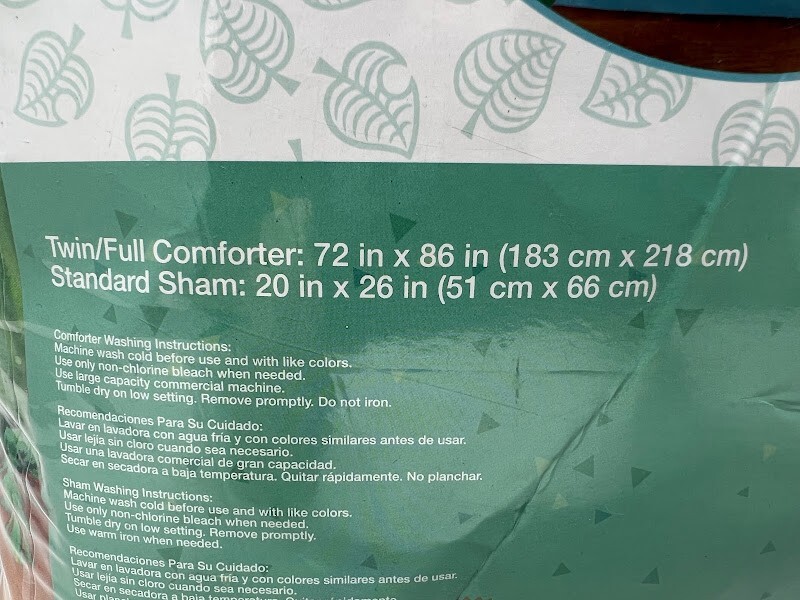 Twin/Full Comforter: 72 in x 86 in (183 cm x 218 cm)
Standard Sham: 20 in x 26 in (51 cm x 66 cm)
Comforter Washing Instructions:
Machine wash cold before use and with like colors.
Use only non-chlorine bleach when needed.
Use large capacity commercial machine.
Tumble dry on low setting. Remove promptly. Do not iron.
Recomendaciones Para Su Cuidado:
Lavar en lavadora con agua fría y con colores similares antes de usar.
Usar lejía sin cloro cuando sea necesario.
Usar una lavadora comercial de gran capacidad.
Secar en secadora a baja temperatura. Quitar rápidamente. No planchar.
Sham Washing Instructions:
Machine wash cold before use and with like colors.
Use only non-chlorine bleach when needed.
Tumble dry on low setting. Remove promptly.
Use warm iron when needed.
Recomendaciones Para Su Cuidado:
Lavar en lavadora con agua fría y con colores similares antes de usar.
Usar lejía sin cloro cuando sea necesario.
Secar en secadora a baja temperatura. Quitar rápidamente.
Usar